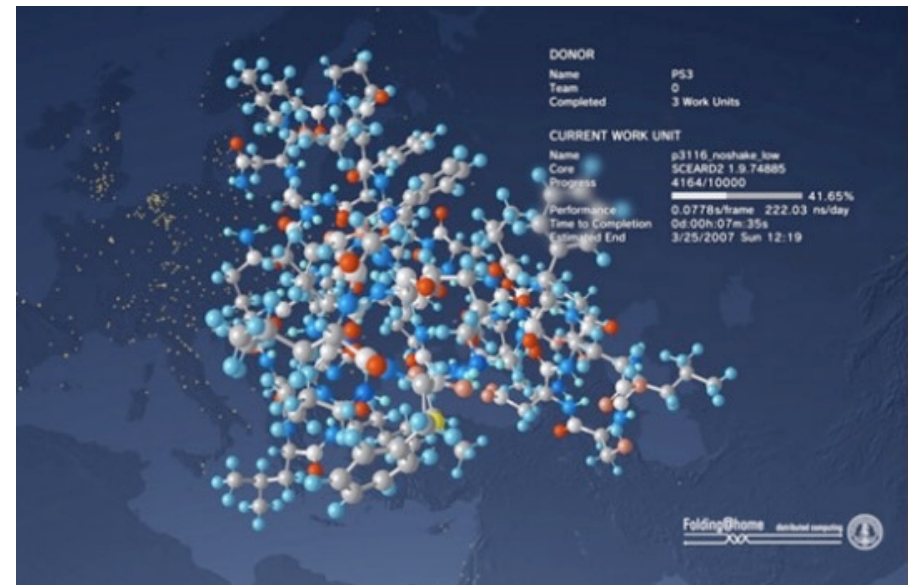 DONOR
Name PS3
Team 0
Completed 3 Work Units
CURRENT WORK UNIT
Name p3116_noshake_low
Core SCEARD2 1.9.74885
Progress 4164/10000
41.65%
Performance 0.0778s/frame 222.03 ns/day
Time to Completion 0d:00h:07m:35s
Estimated End 3/25/2007 Sun 12:19
Folding@home distributed computing